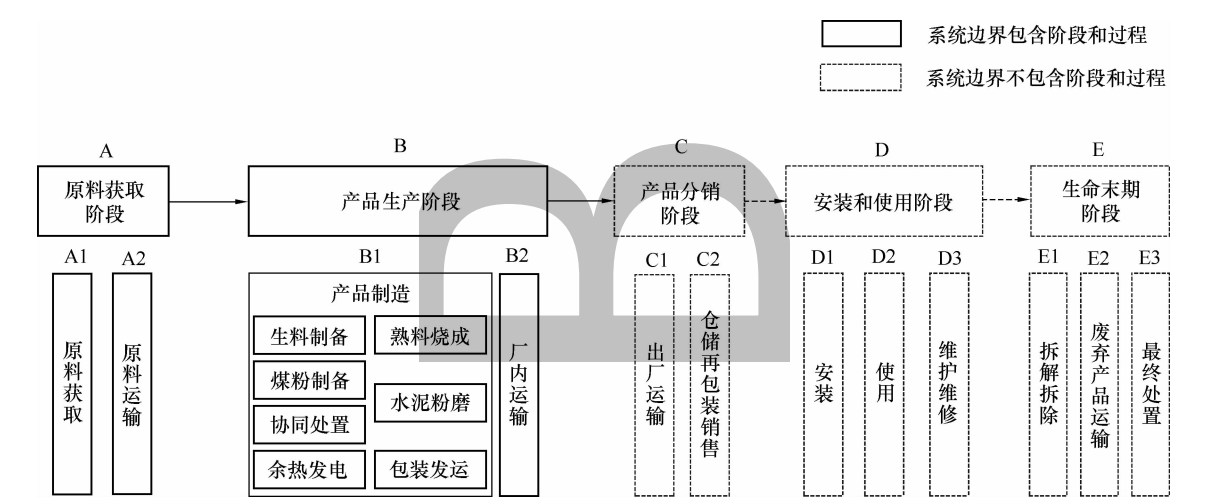 系统边界包含阶段和过程
系统边界不包含阶段和过程
A
B
C
D
E
原料获取
阶段
产品生产阶段
产品分销
阶段
安装和使用阶段
生命末期
阶段
A1
A2
B1
B2
C1
C2
D1
D2
D3
E1
E2
E3
原料获取
原料运输
产品制造
生料制备
熟料烧成
煤粉制备
水泥粉磨
协同处置
余热发电
包装发运
厂内运输
出厂运输
仓储再包装销售
安装
使用
维护维修
拆解拆除
废弃产品运输
最终处置